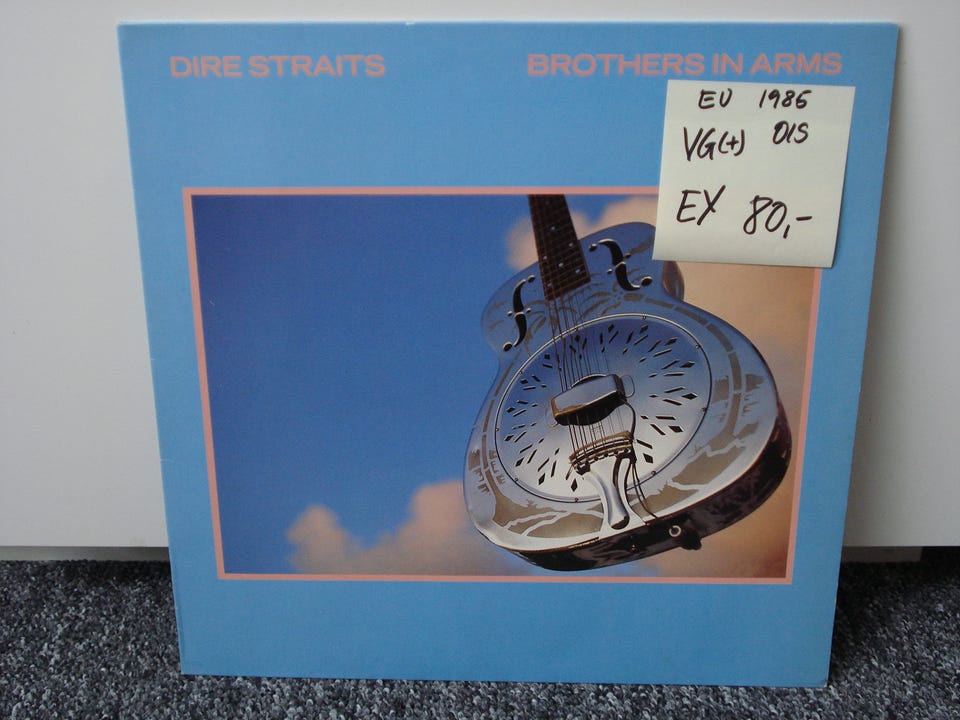 DIRE STRAITS BROTHERS IN ARMS
EU 1986
VG(+) OIS
EX 80,-